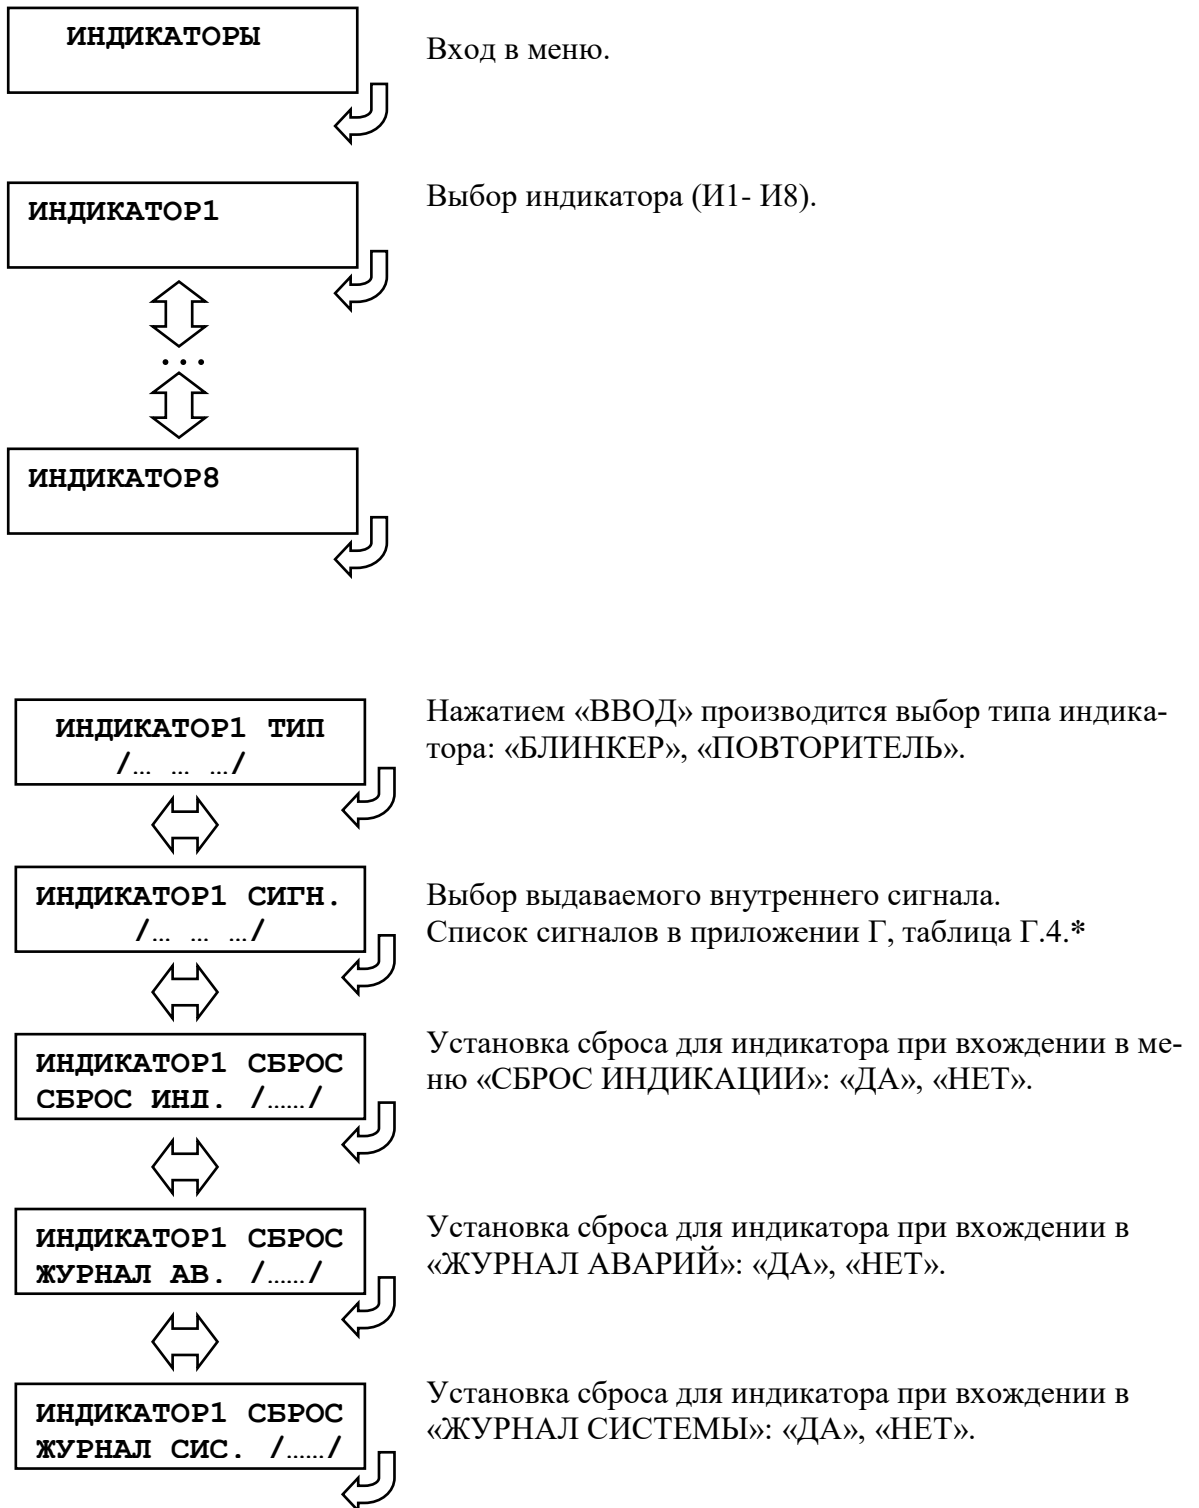 ИНДИКАТОРЫ
Вход в меню.
ИНДИКАТОР1
Выбор индикатора (И1- И8).
...
ИНДИКАТОР8
ИНДИКАТОР1 ТИП
/… … …/
Нажатием «ВВОД» производится выбор типа индика-
тора: «БЛИНКЕР», «ПОВТОРИТЕЛЬ».
ИНДИКАТОР1 СИГН.
/… … …/
Выбор выдаваемого внутреннего сигнала.
Список сигналов в приложении Г, таблица Г.4.*
ИНДИКАТОР1 СБРОС
СБРОС ИНД. /……/
Установка сброса для индикатора при вхождении в ме-
ню «СБРОС ИНДИКАЦИИ»: «ДА», «НЕТ».
ИНДИКАТОР1 СБРОС
ЖУРНАЛ АВ. /……/
Установка сброса для индикатора при вхождении в
«ЖУРНАЛ АВАРИЙ»: «ДА», «НЕТ».
ИНДИКАТОР1 СБРОС
ЖУРНАЛ СИС. /……/
Установка сброса для индикатора при вхождении в
«ЖУРНАЛ СИСТЕМЫ»: «ДА», «НЕТ».